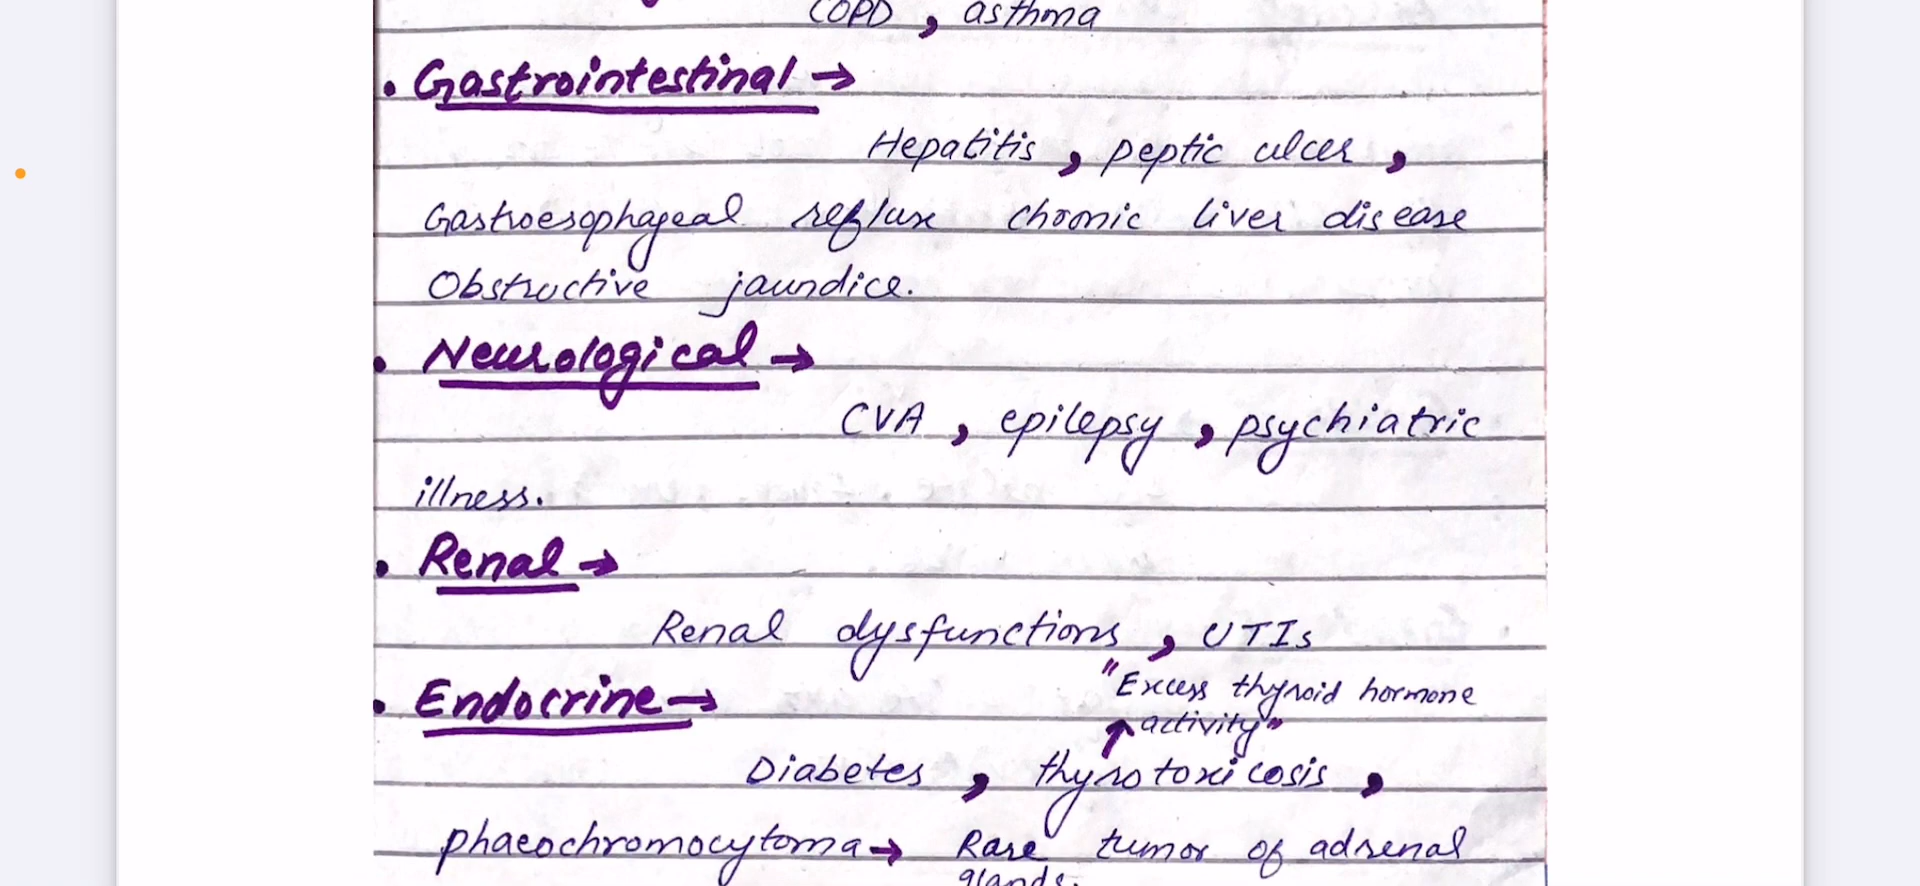 COPD , asthma
• Gastrointestinal →
Hepatitis , peptic ulcer ,
Gastroesophageal reflux chronic liver disease
Obstructive jaundice.
• Neurological →
CVA , epilepsy , psychiatric
illness.
• Renal →
Renal dysfunctions , UTIs
"Excess thyroid hormone
• Endocrine →
↑ activity"
Diabetes , thyrotoxicosis ,
phaeochromocytoma → Rare tumor of adrenal
glands.